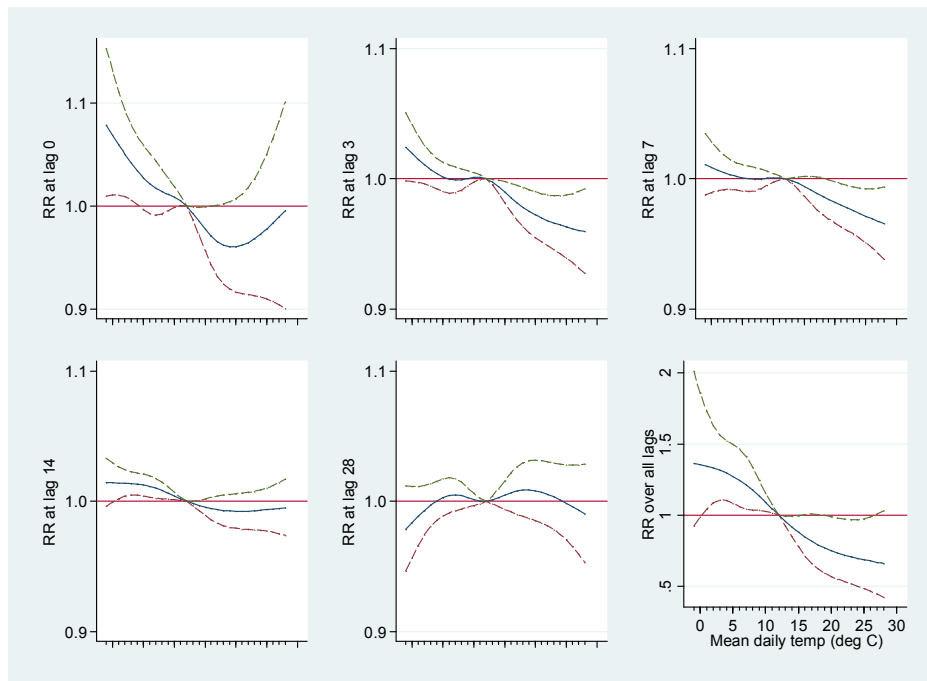 RR at lag 0
1.1
1.0
0.9
RR at lag 3
1.1
1.0
0.9
RR at lag 7
1.1
1.0
0.9
RR at lag 14
1.1
1.0
0.9
RR at lag 28
1.1
1.0
0.9
RR over all lags
2
1.5
1
.5
0 5 10 15 20 25 30
Mean daily temp (deg C)